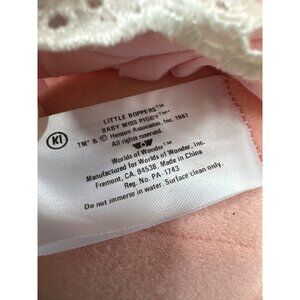 LITTLE BOPPERS™
BABY MISS PIGGY™
K1
TM* & © Henson Associates, Inc. 1987
All rights reserved.
Worlds of Wonder™
Manufactured for Worlds of Wonder, Inc.
Fremont, CA. 94538. Made in China
Reg. No. PA-1743
Do not immerse in water. Surface clean only.